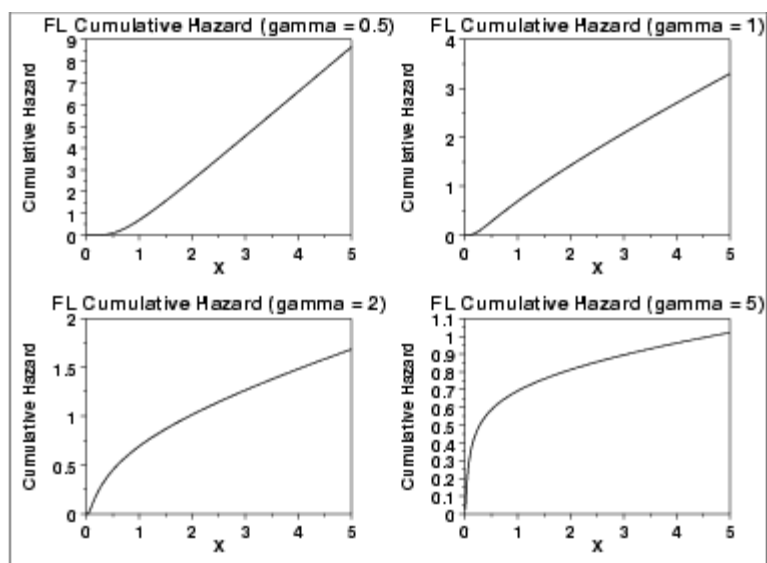 FL Cumulative Hazard (gamma = 0.5)
9
8
7
6
5
4
3
2
1
0
Cumulative Hazard
0 1 2 3 4 5
X
FL Cumulative Hazard (gamma = 1)
4
3
2
1
0
Cumulative Hazard
0 1 2 3 4 5
X
FL Cumulative Hazard (gamma = 2)
2
1.5
1
0.5
0
Cumulative Hazard
0 1 2 3 4 5
X
FL Cumulative Hazard (gamma = 5)
1.1
1
0.9
0.8
0.7
0.6
0.5
0.4
0.3
0.2
0.1
0
Cumulative Hazard
0 1 2 3 4 5
X